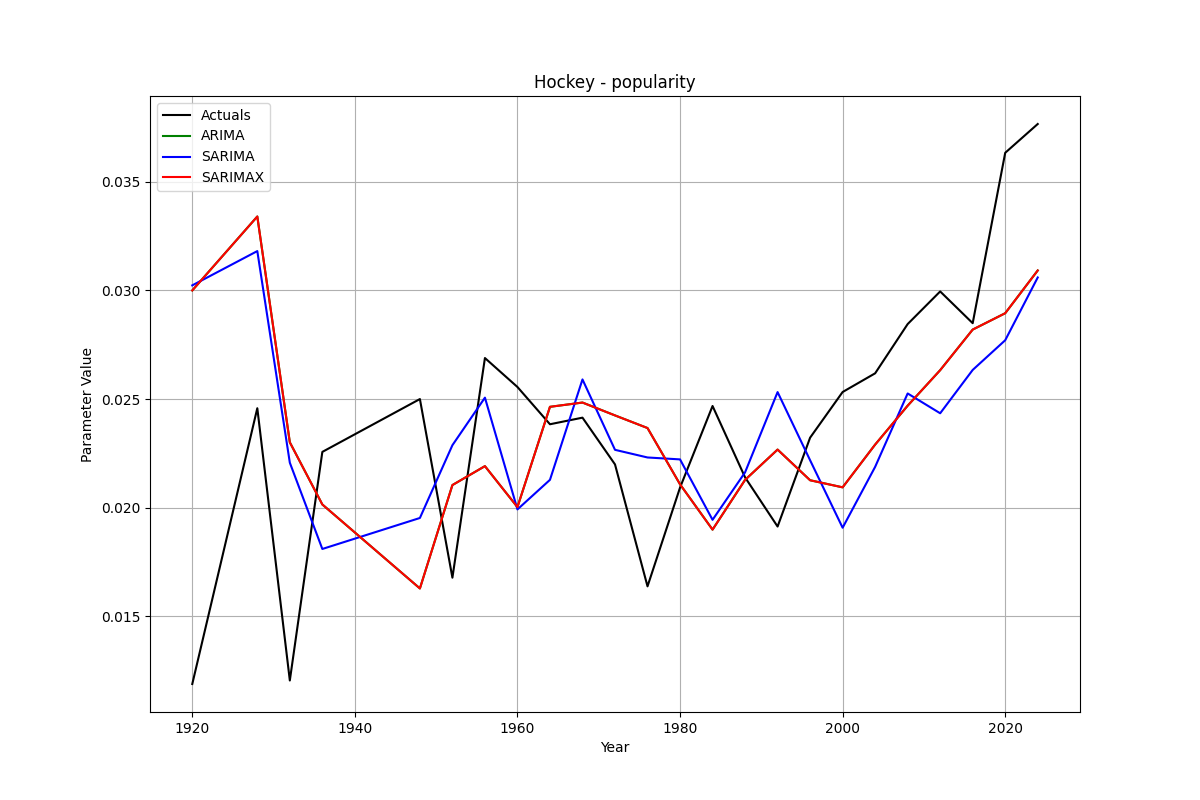 Hockey - popularity
Actuals
ARIMA
SARIMA
SARIMAX
Parameter Value
0.035
0.030
0.025
0.020
0.015
1920 1940 1960 1980 2000 2020
Year